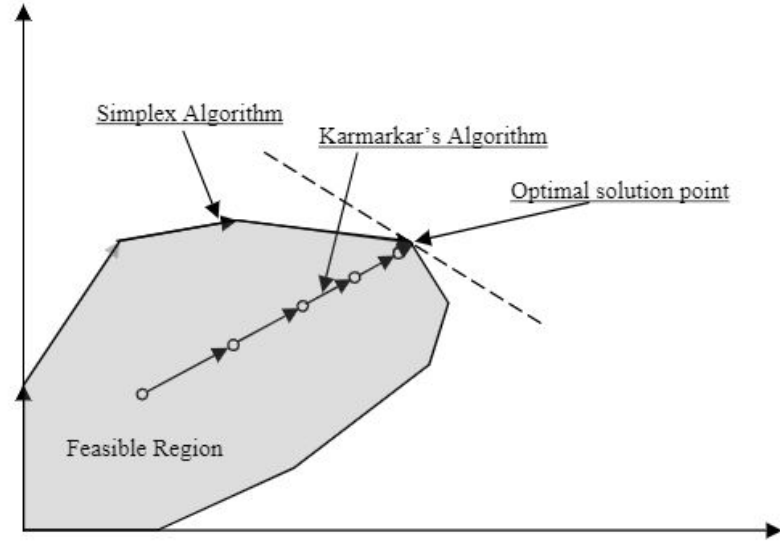 Simplex Algorithm
Karmarkar's Algorithm
Optimal solution point
Feasible Region